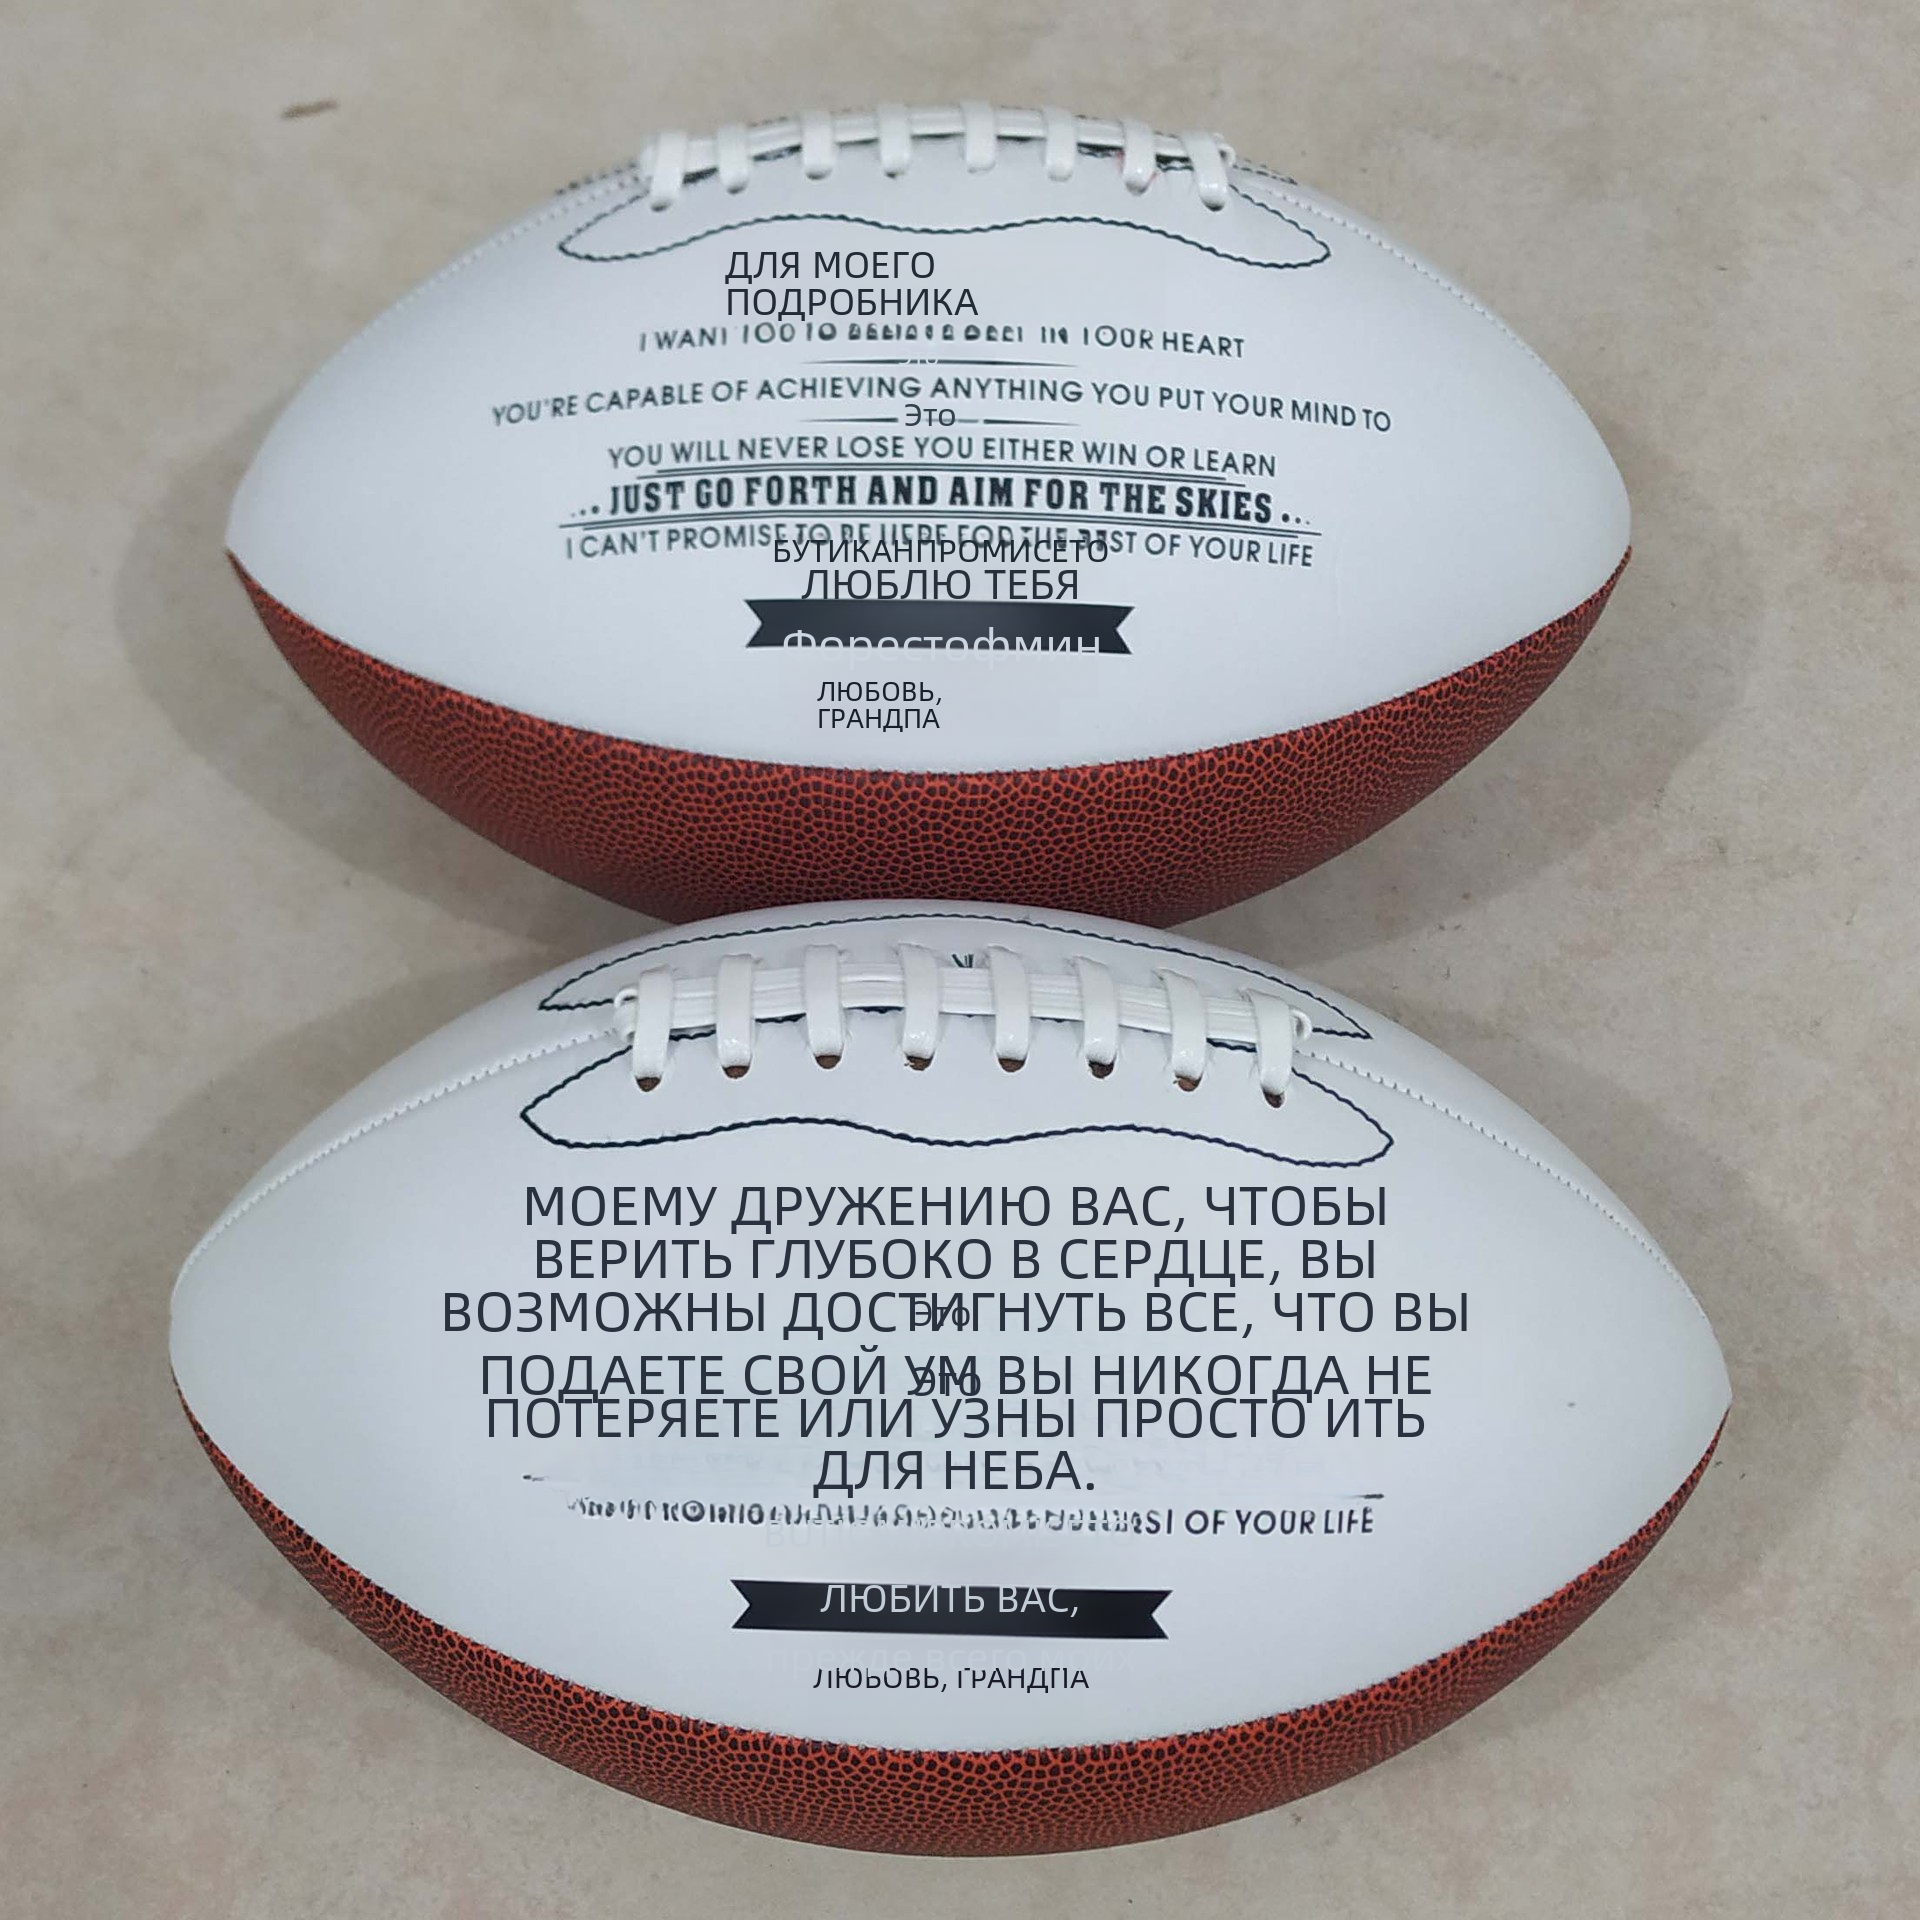 ДЛЯ МОЕГО
ПОДРОБНИКА
I WANT YOU TO BELIEVE DEEP IN YOUR HEART
YOU'RE CAPABLE OF ACHIEVING ANYTHING YOU PUT YOUR MIND TO
Это
YOU WILL NEVER LOSE YOU EITHER WIN OR LEARN
... JUST GO FORTH AND AIM FOR THE SKIES ...
I CAN'T PROMISE TO BE HERE FOR THE REST OF YOUR LIFE
БУТИКАНПРОМИСЕТО
ЛЮБЛЮ ТЕБЯ
Форестофмин
ЛЮБОВЬ,
ГРАНДПА
МОЕМУ ДРУЖЕНИЮ ВАС, ЧТОБЫ
ВЕРИТЬ ГЛУБОКО В СЕРДЦЕ, ВЫ
ВОЗМОЖНЫ ДОСТИГНУТЬ ВСЕ, ЧТО ВЫ
Это
ПОДАЕТЕ СВОЙ УМ ВЫ НИКОГДА НЕ
Это
ПОТЕРЯЕТЕ ИЛИ УЗНЫ ПРОСТО ИТЬ
ДЛЯ НЕБА.
OF YOUR LIFE
ЛЮБИТЬ ВАС,
прежде всего моих
ЛЮБОВЬ, ГРАНДПА